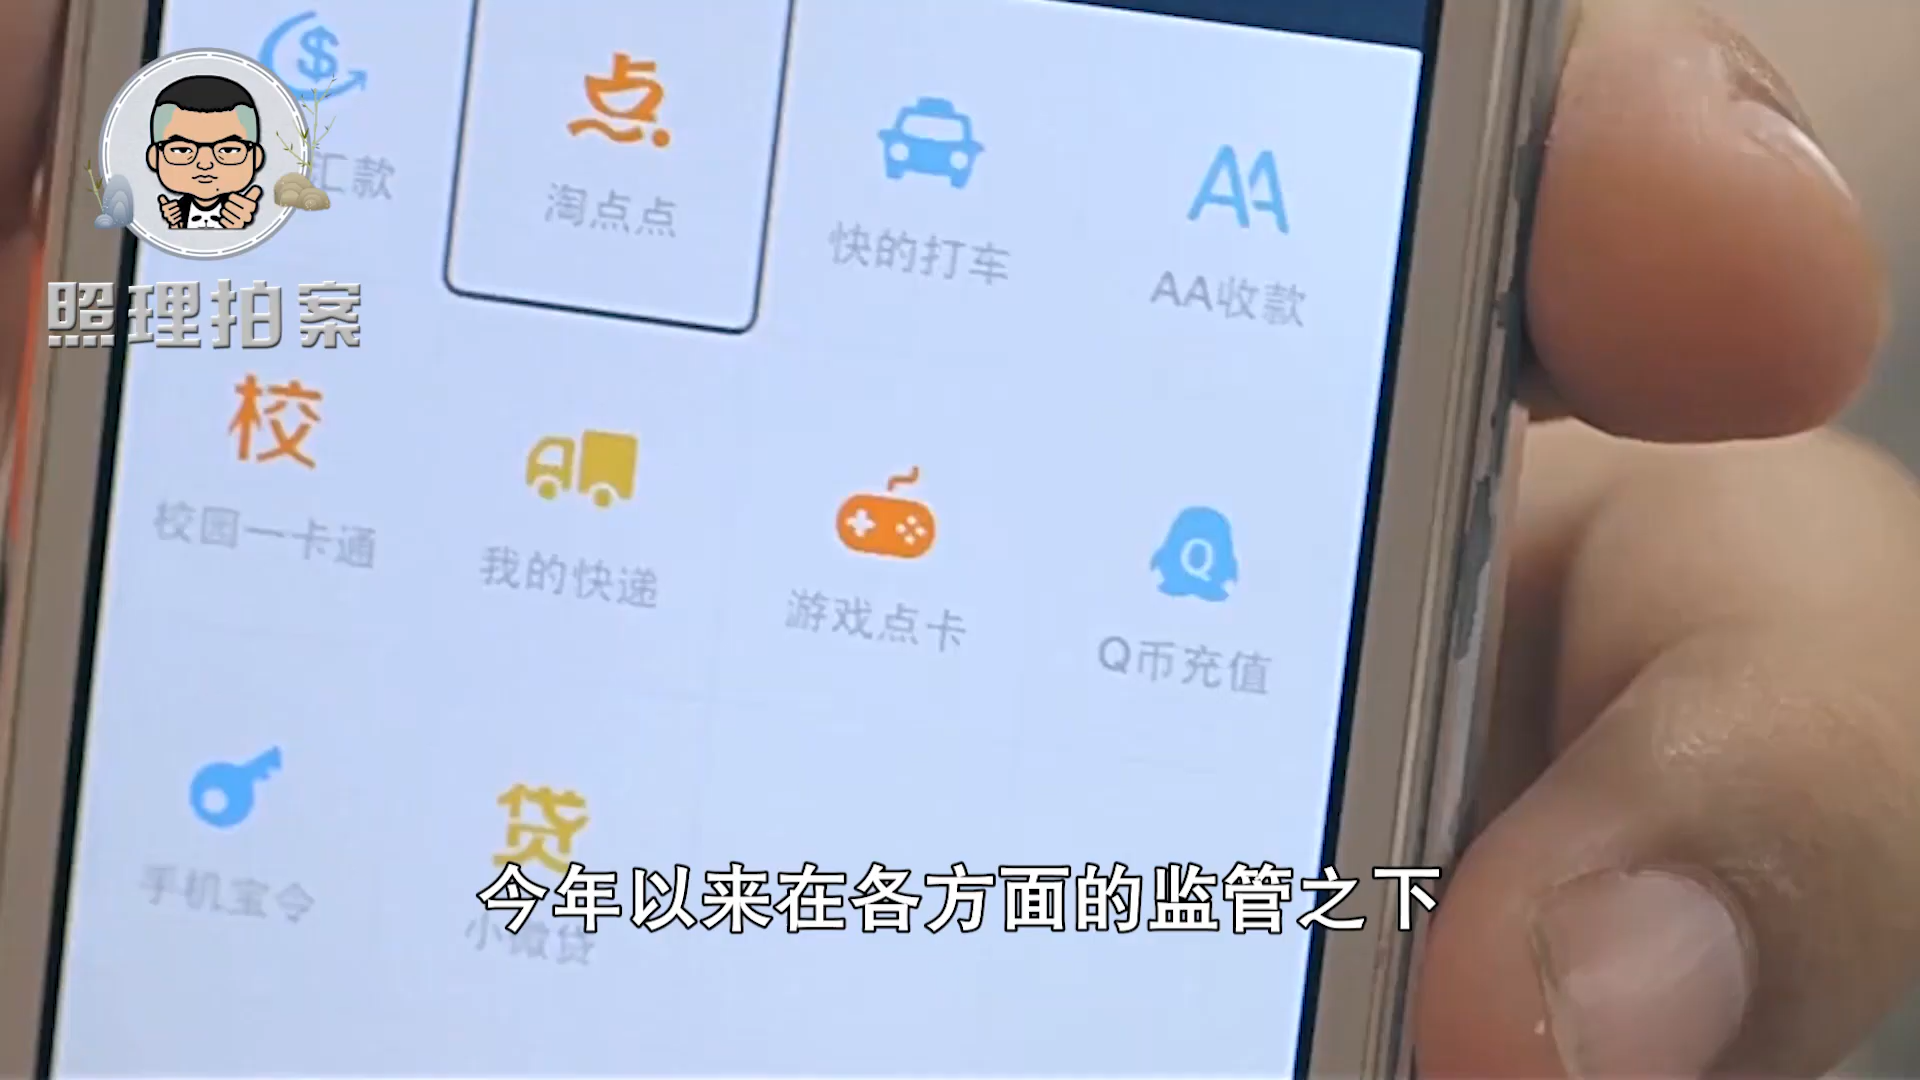 汇款
点
淘点点
快的打车
AA
AA收款
照理拍案
校
校园一卡通
我的快递
游戏点卡
Q
Q币充值
手机宝令
贷
小微贷
今年以来在各方面的监管之下